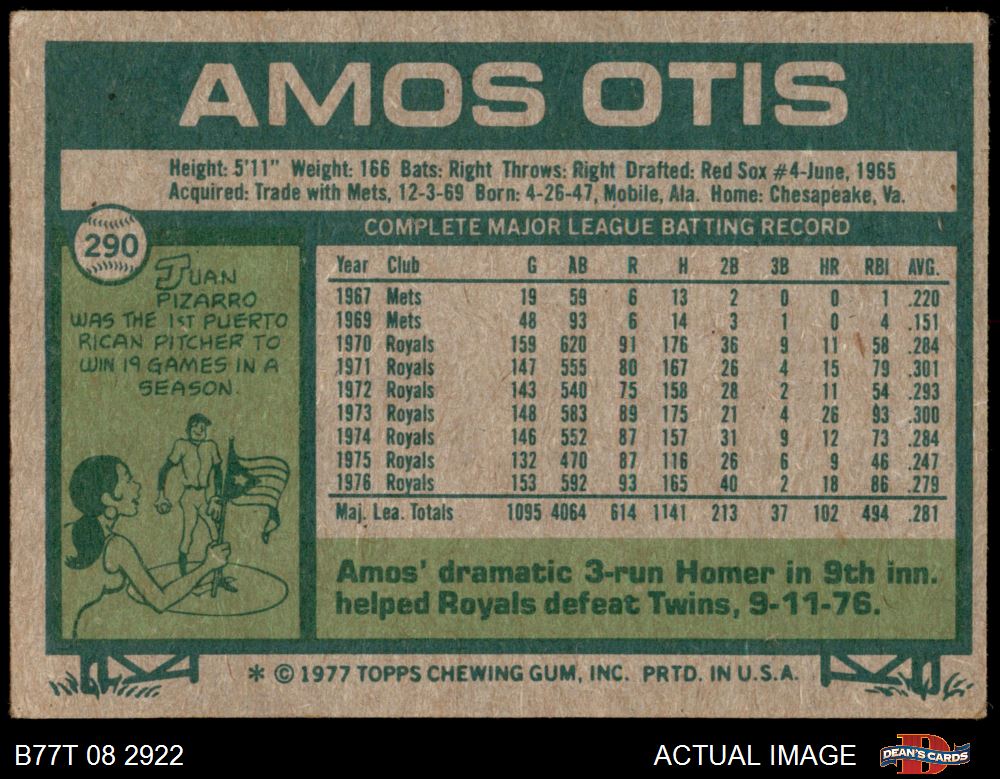 AMOS OTIS
Height: 5'11" Weight: 166 Bats: Right Throws: Right Drafted: Red Sox #4-June, 1965
Acquired: Trade with Mets, 12-3-69 Born: 4-26-47, Mobile, Ala. Home: Chesapeake, Va.
290
JUAN
PIZARRO
WAS THE 1ST PUERTO
RICAN PITCHER TO
WIN 19 GAMES IN A
SEASON.
COMPLETE MAJOR LEAGUE BATTING RECORD
Year Club G AB R H 2B 3B HR RBI AVG.
1967 Mets 19 59 6 13 2 0 0 1 .220
1969 Mets 48 93 6 14 3 1 0 4 .151
1970 Royals 159 620 91 176 36 9 11 58 .284
1971 Royals 147 555 80 167 26 4 15 79 .301
1972 Royals 143 540 75 158 28 2 11 54 .293
1973 Royals 148 583 89 175 21 4 26 93 .300
1974 Royals 146 552 87 157 31 9 12 73 .284
1975 Royals 132 470 87 116 26 6 9 46 .247
1976 Royals 153 592 93 165 40 2 18 86 .279
Maj. Lea. Totals 1095 4064 614 1141 213 37 102 494 .281
Amos' dramatic 3-run Homer in 9th inn.
helped Royals defeat Twins, 9-11-76.
* © 1977 TOPPS CHEWING GUM, INC. PRTD. IN U.S.A.
B77T 08 2922
ACTUAL IMAGE
D
DEAN'S CARDS